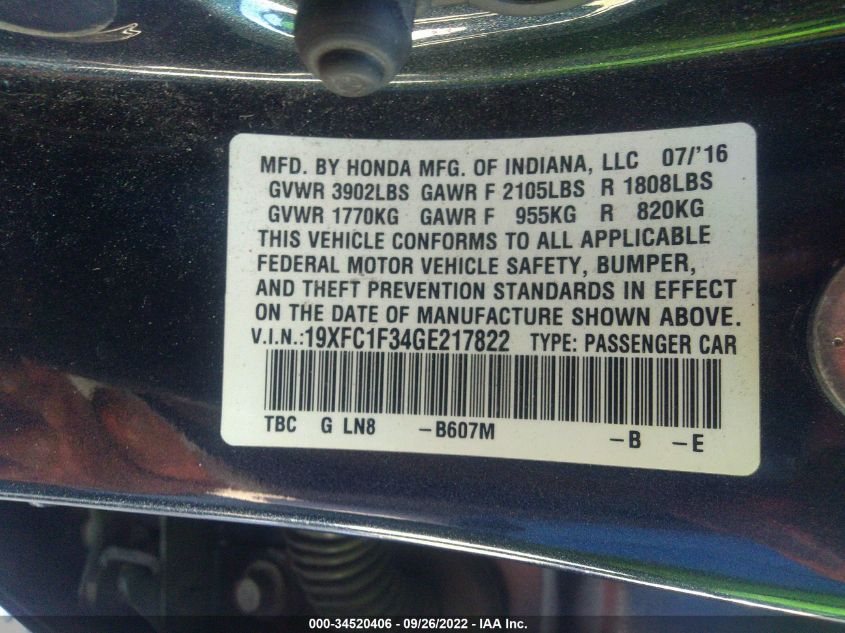 MFD. BY HONDA MFG. OF INDIANA, LLC 07/'16
GVWR 3902LBS GAWR F 2105LBS R 1808LBS
GVWR 1770KG GAWR F 955KG R 820KG
THIS VEHICLE CONFORMS TO ALL APPLICABLE
FEDERAL MOTOR VEHICLE SAFETY, BUMPER,
AND THEFT PREVENTION STANDARDS IN EFFECT
ON THE DATE OF MANUFACTURE SHOWN ABOVE.
V.I.N.:19XFC1F34GE217822 TYPE: PASSENGER CAR
TBC G LN8 -B607M -B -E
000-34520406 - 09/26/2022 - IAA Inc.